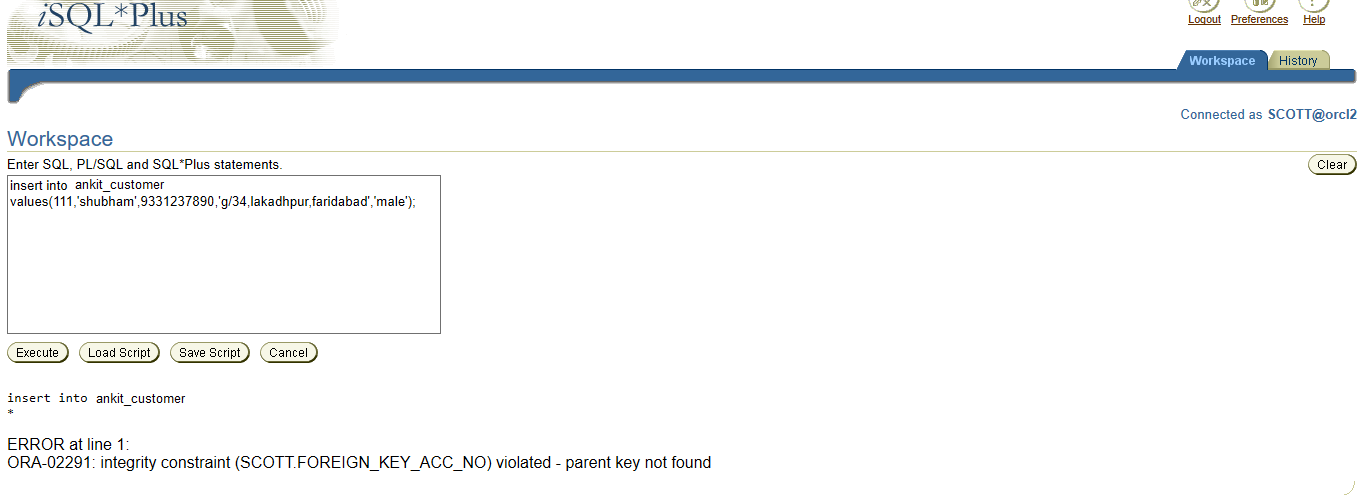 iSQL*Plus
Logout Preferences Help
Workspace History
Connected as SCOTT@orcl2
Workspace
Enter SQL, PL/SQL and SQL*Plus statements.
Clear
insert into ankit_customer
values(111,'shubham',9331237890,'g/34,lakadhpur,faridabad','male');
Execute Load Script Save Script Cancel
insert into ankit_customer
*
ERROR at line 1:
ORA-02291: integrity constraint (SCOTT.FOREIGN_KEY_ACC_NO) violated - parent key not found